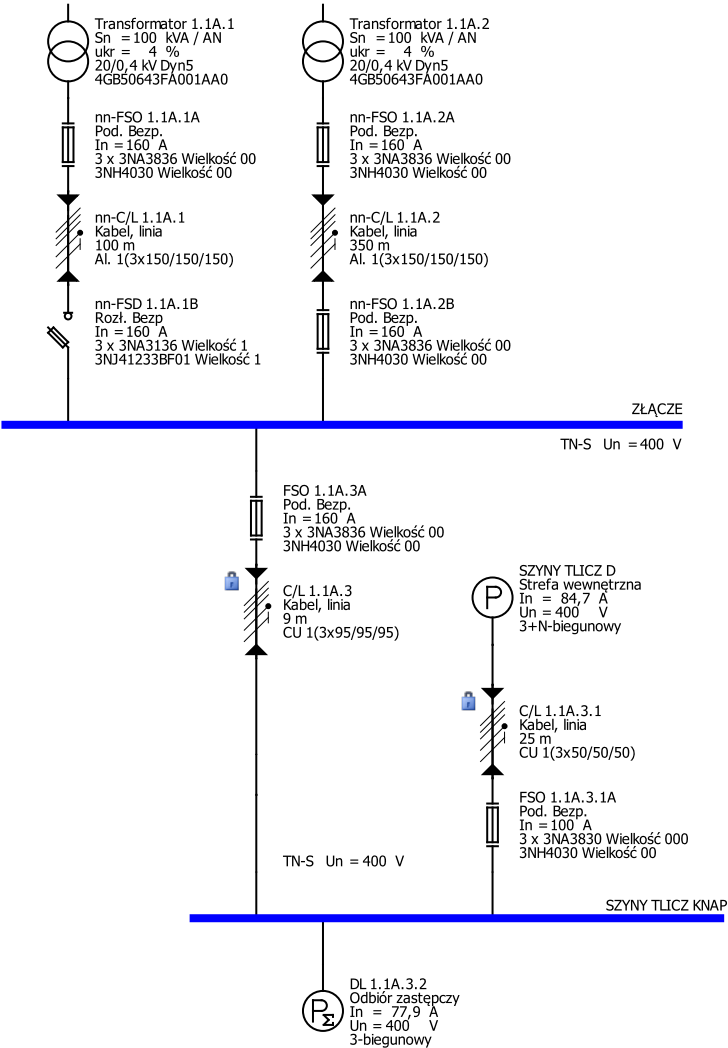 Transformator 1.1A.1
Sn = 100 kVA / AN
ukr = 4 %
20/0,4 kV Dyn5
4GB50643FA001AA0
Transformator 1.1A.2
Sn = 100 kVA / AN
ukr = 4 %
20/0,4 kV Dyn5
4GB50643FA001AA0
nn-FSO 1.1A.1A
Pod. Bezp.
In = 160 A
3 x 3NA3836 Wielkość 00
3NH4030 Wielkość 00
nn-FSO 1.1A.2A
Pod. Bezp.
In = 160 A
3 x 3NA3836 Wielkość 00
3NH4030 Wielkość 00
nn-C/L 1.1A.1
Kabel, linia
100 m
Al. 1(3x150/150/150)
nn-C/L 1.1A.2
Kabel, linia
350 m
Al. 1(3x150/150/150)
nn-FSD 1.1A.1B
Rozł. Bezp
In = 160 A
3 x 3NA3136 Wielkość 1
3NJ41233BF01 Wielkość 1
nn-FSO 1.1A.2B
Pod. Bezp.
In = 160 A
3 x 3NA3836 Wielkość 00
3NH4030 Wielkość 00
ZŁĄCZE
TN-S Un = 400 V
FSO 1.1A.3A
Pod. Bezp.
In = 160 A
3 x 3NA3836 Wielkość 00
3NH4030 Wielkość 00
C/L 1.1A.3
Kabel, linia
9 m
CU 1(3x95/95/95)
P
SZYNY TLICZ D
Strefa wewnętrzna
In = 84,7 A
Un = 400 V
3+N-biegunowy
C/L 1.1A.3.1
Kabel, linia
25 m
CU 1(3x50/50/50)
FSO 1.1A.3.1A
Pod. Bezp.
In = 100 A
3 x 3NA3830 Wielkość 000
3NH4030 Wielkość 00
TN-S Un = 400 V
SZYNY TLICZ KNAP
PΣ
DL 1.1A.3.2
Odbiór zastępczy
In = 77,9 A
Un = 400 V
3-biegunowy